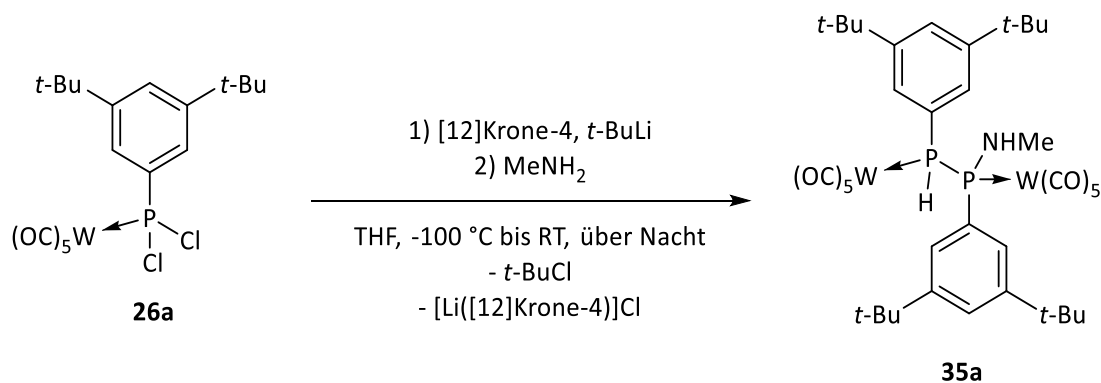 t-Bu t-Bu
(OC)5W P Cl
Cl
26a
1) [12]Krone-4, t-BuLi
2) MeNH2
THF, -100 °C bis RT, über Nacht
- t-BuCl
- [Li([12]Krone-4)]Cl
t-Bu t-Bu
NHMe
(OC)5W P P W(CO)5
H
t-Bu t-Bu
35a